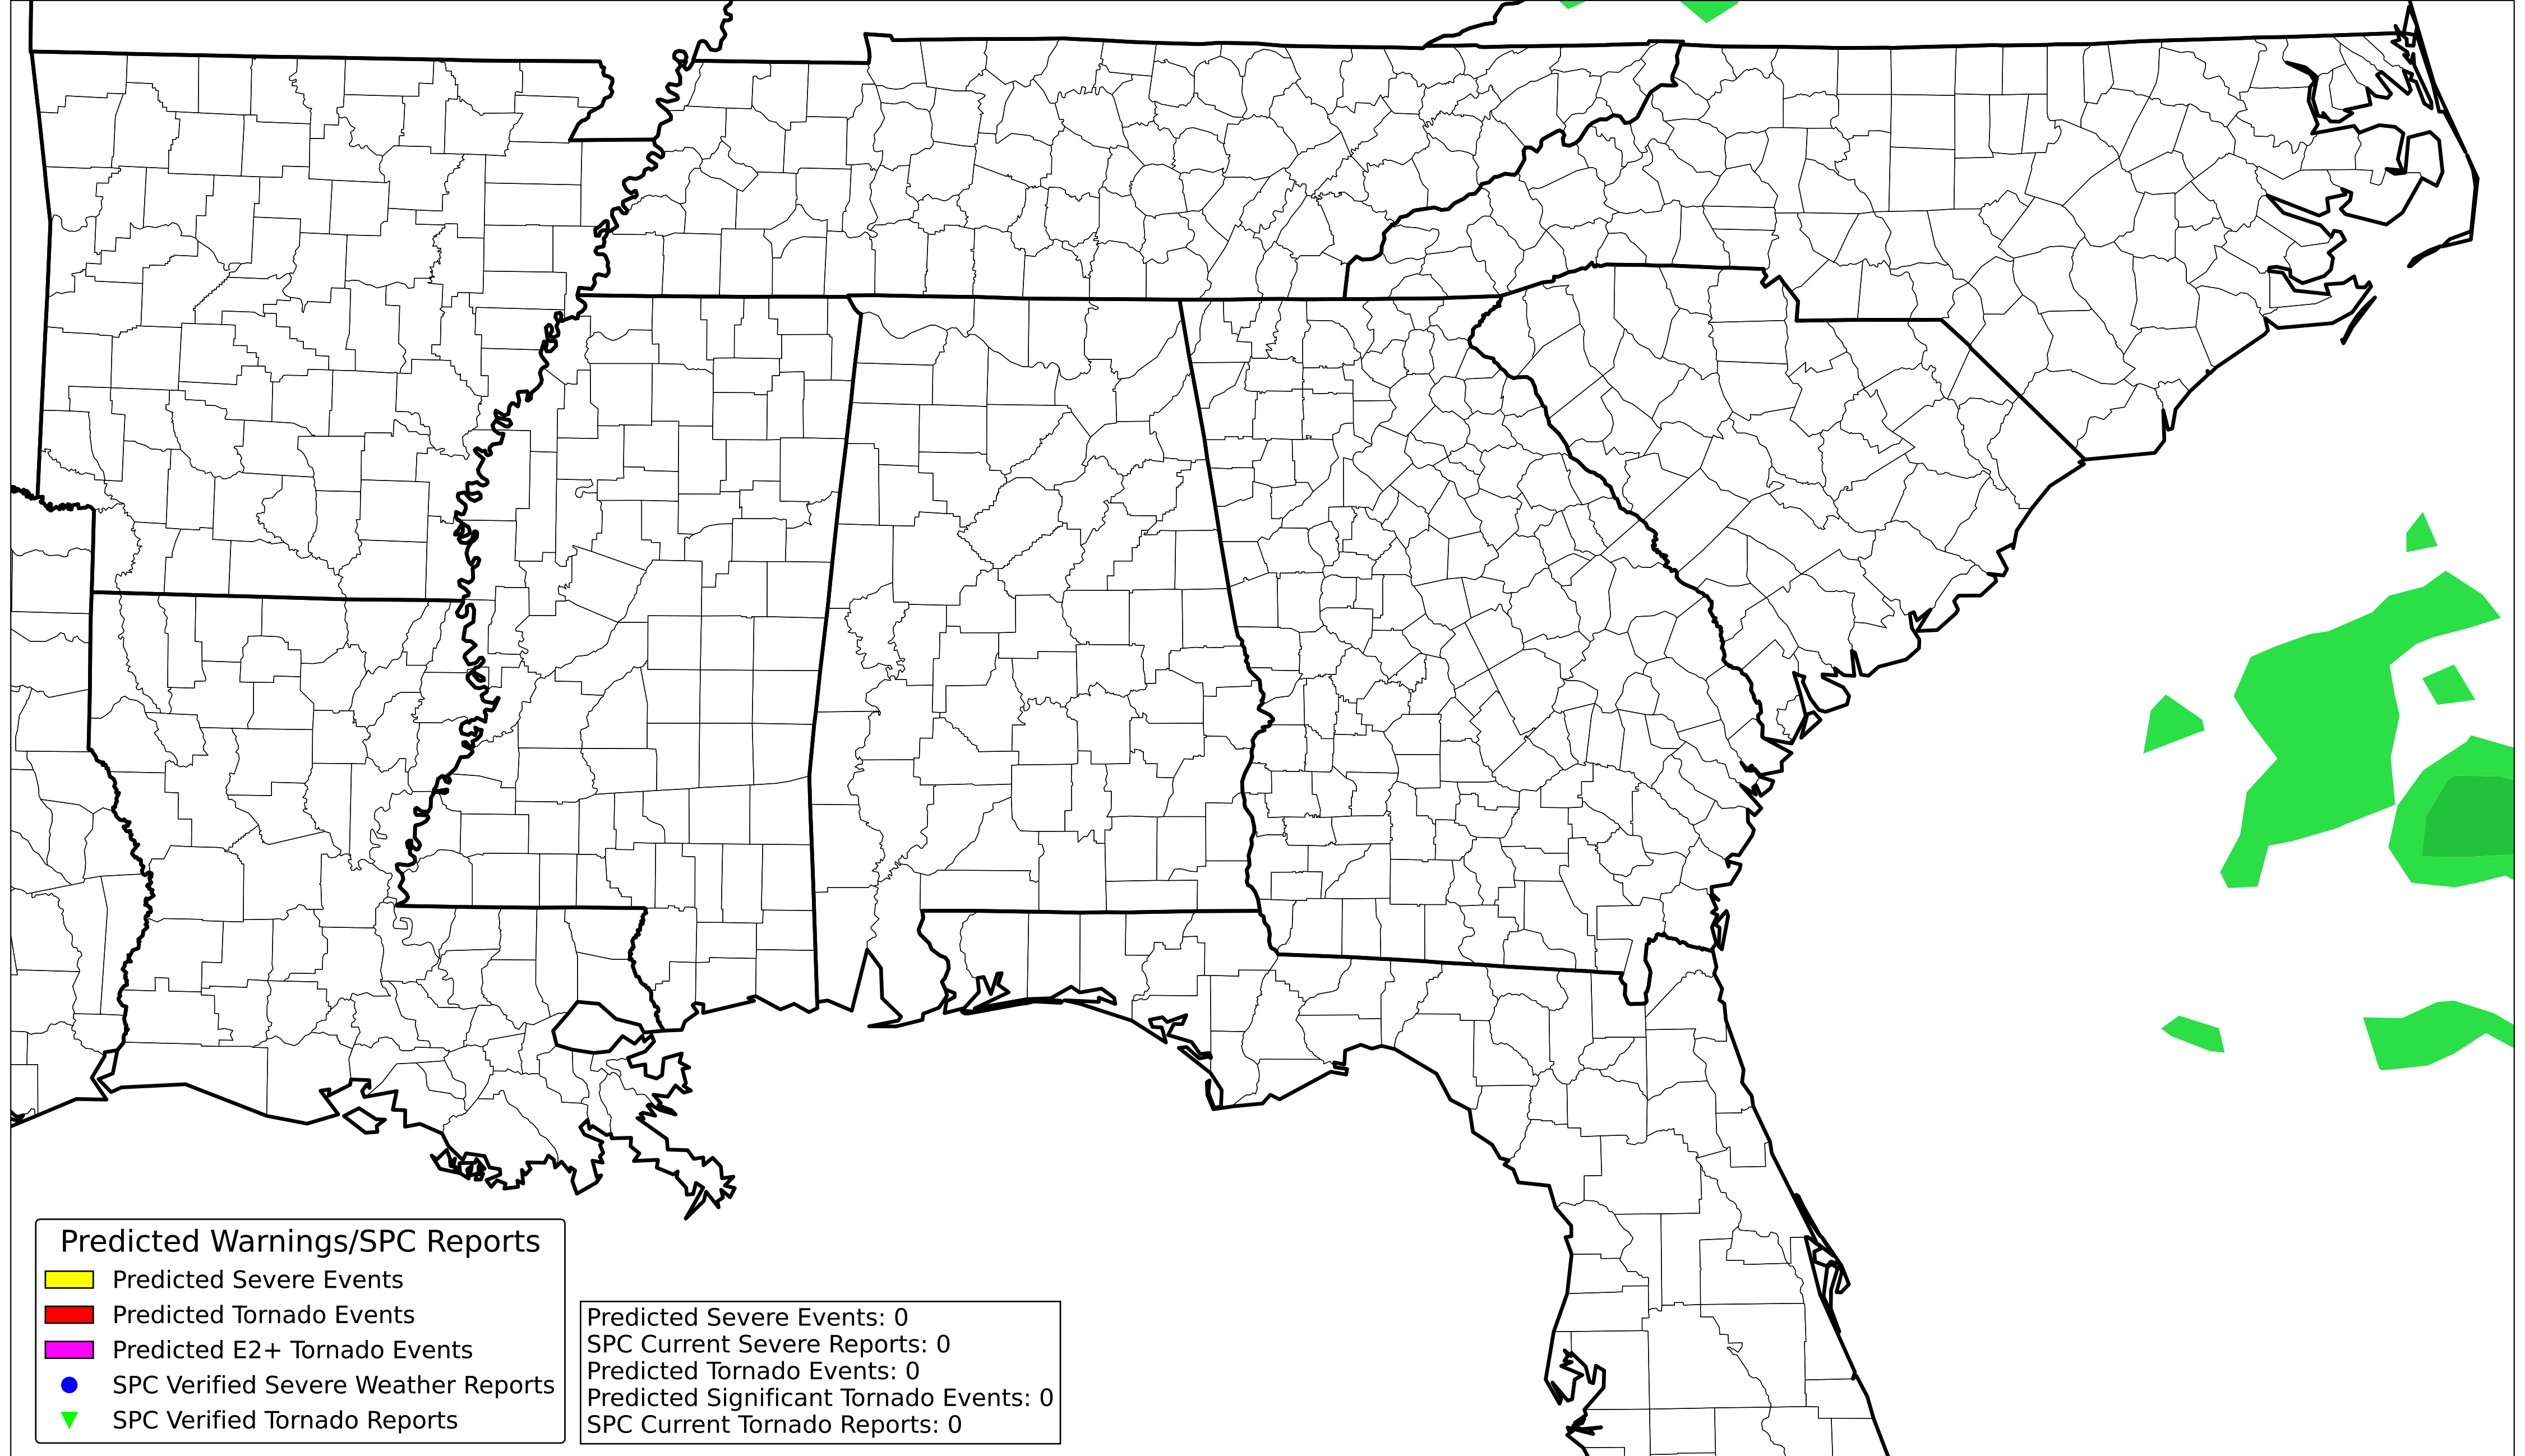 Predicted Warnings/SPC Reports
Predicted Severe Events
Predicted Tornado Events
Predicted E2+ Tornado Events
SPC Verified Severe Weather Reports
SPC Verified Tornado Reports
Predicted Severe Events: 0
SPC Current Severe Reports: 0
Predicted Tornado Events: 0
Predicted Significant Tornado Events: 0
SPC Current Tornado Reports: 0